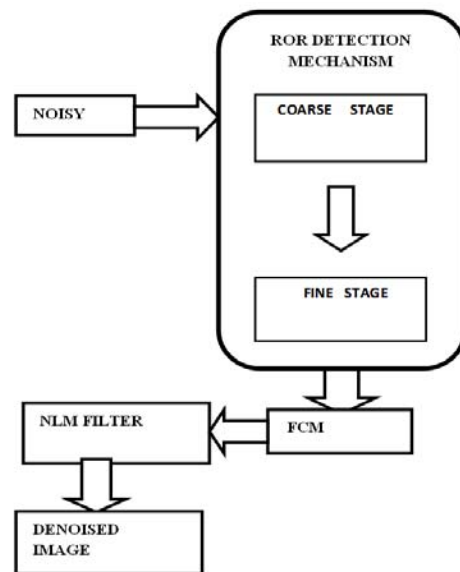 ROR DETECTION
MECHANISM
NOISY
COARSE STAGE
FINE STAGE
FCM
NLM FILTER
DENOISED
IMAGE